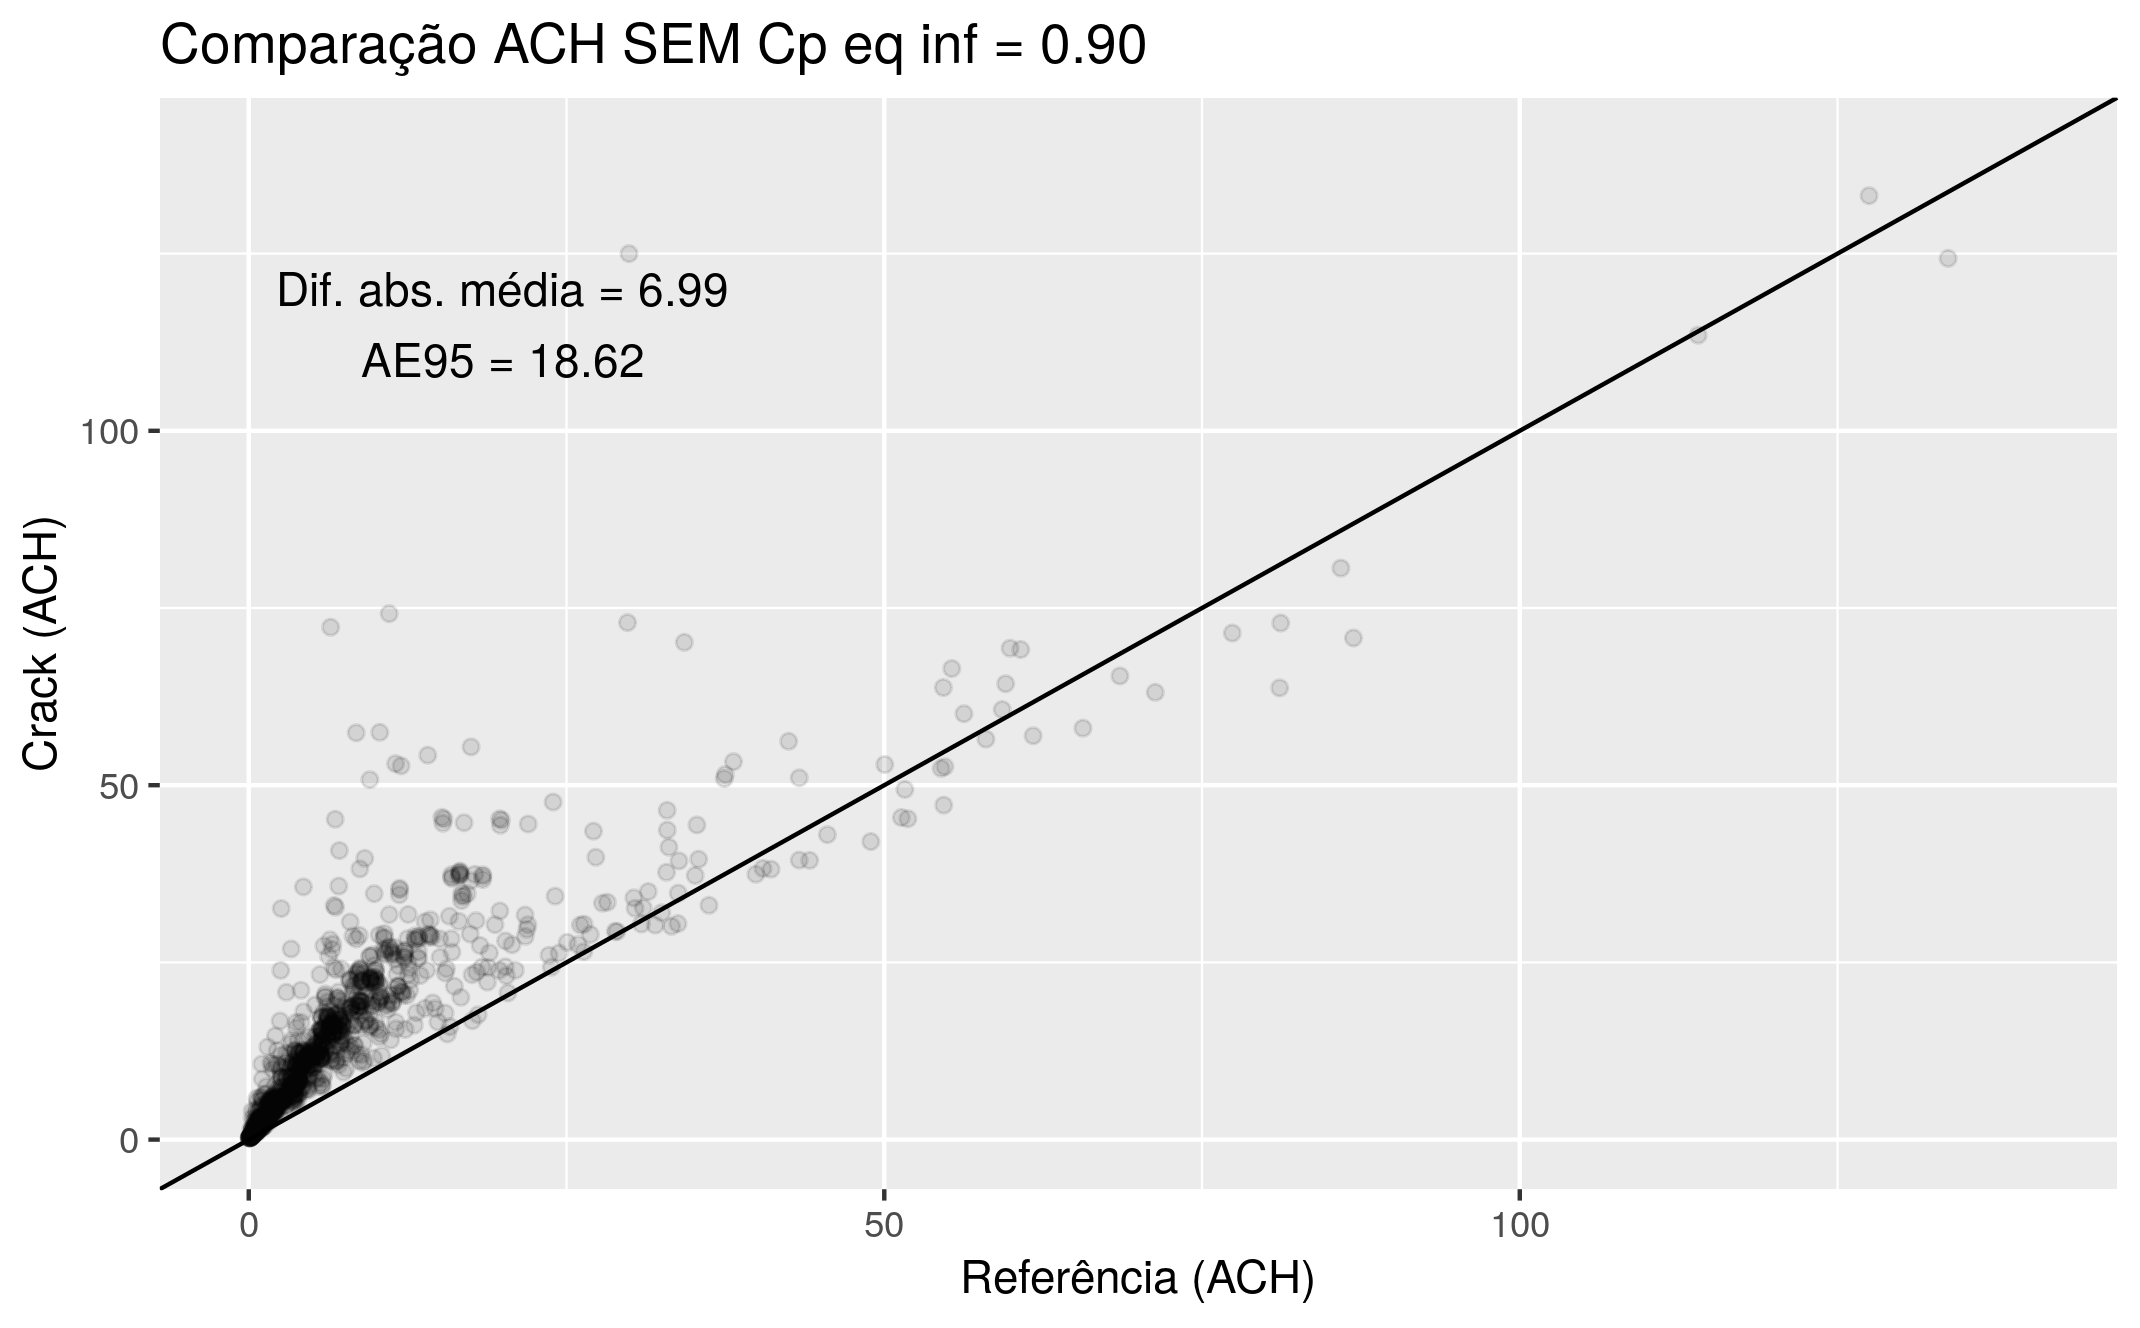 Comparação ACH SEM Cp eq inf = 0.90
Dif. abs. média = 6.99
AE95 = 18.62
100
50
0
Crack (ACH)
0
50
100
Referência (ACH)